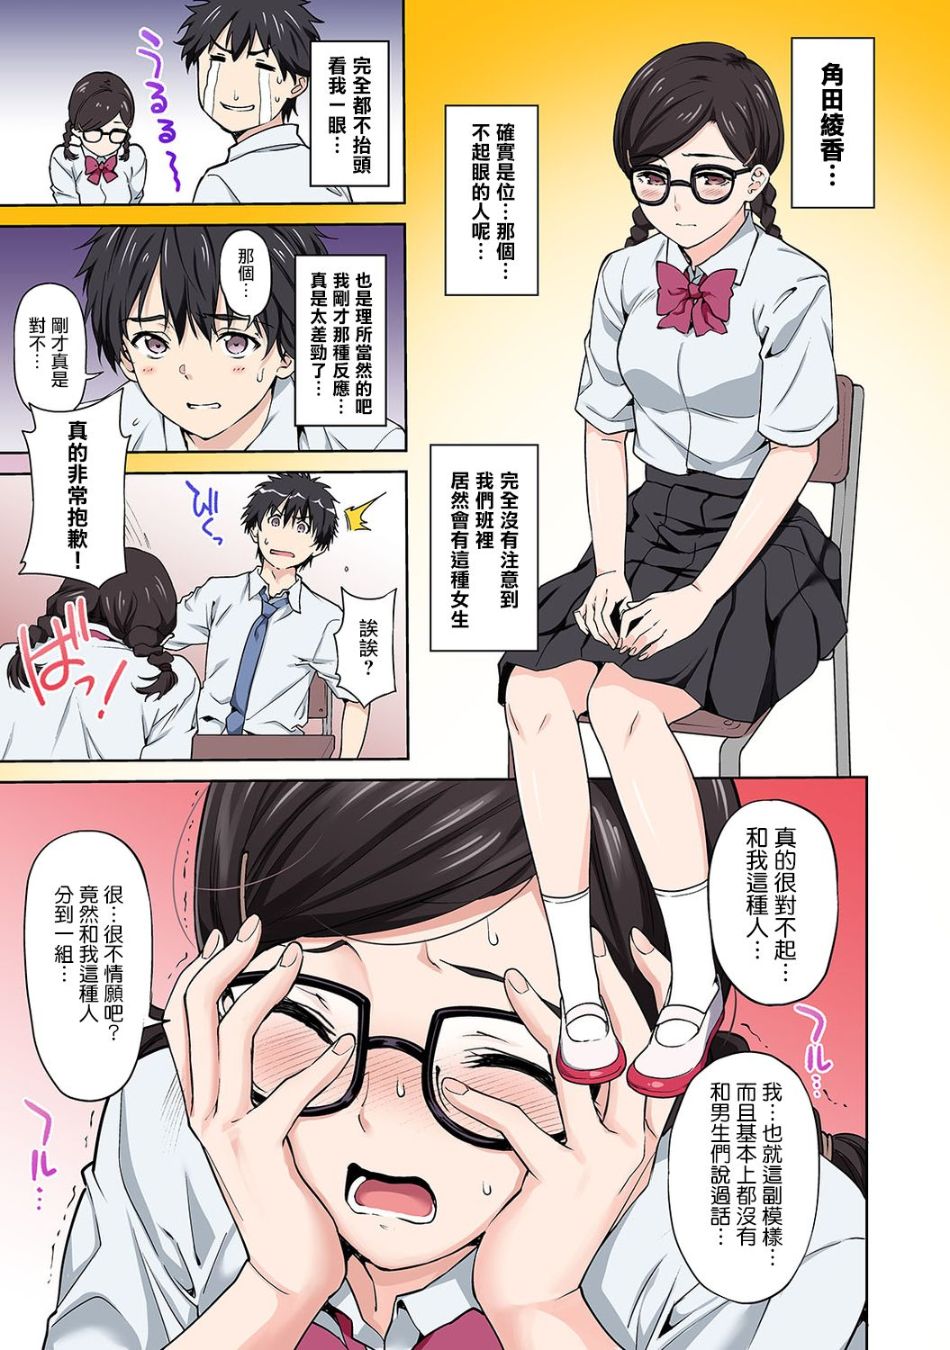 角田綾香…
確實是位…那個…
不起眼的人呢…
完全沒有注意到
我們班裡
居然會有這種女生
完全都不抬頭
看我一眼…
うるるる〜
也是理所當然的吧
我剛才那種反應…
真是太差勁了…
那個…
剛才真是
對不…
真的非常抱歉！
びくっ
誒誒？
ばっ！
真的很對不起…
和我這種人…
プル…
我…也就這副模樣…
而且基本上都沒有
和男生們說過話…
很…很不情願吧？
竟然和我這種人
分到一組…
プル…